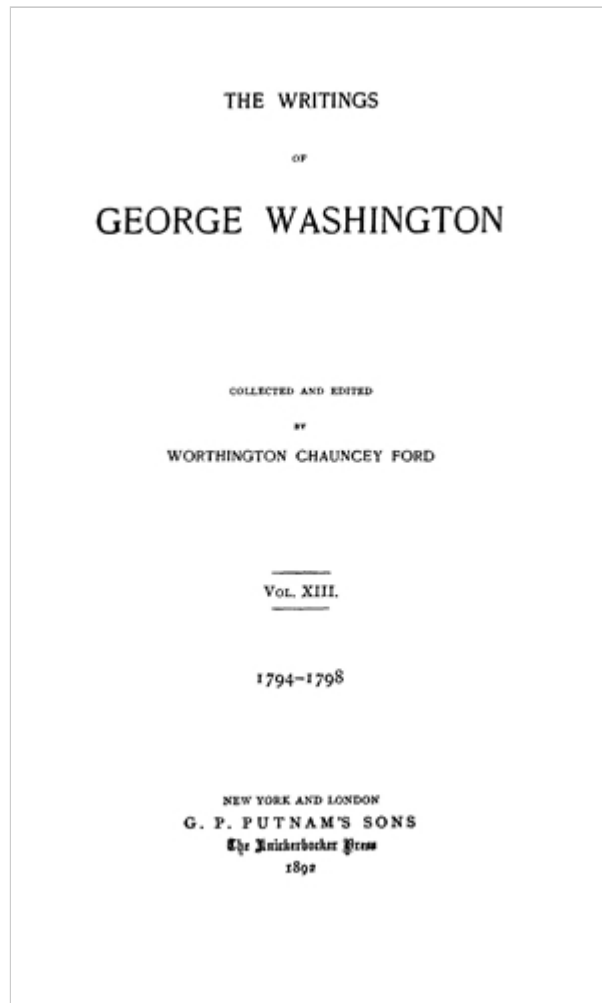 THE WRITINGS
OF
GEORGE WASHINGTON
COLLECTED AND EDITED
BY
WORTHINGTON CHAUNCEY FORD
VOL. XIII.
1794–1798
NEW YORK AND LONDON
G. P. PUTNAM'S SONS
The Knickerbocker Press
1892